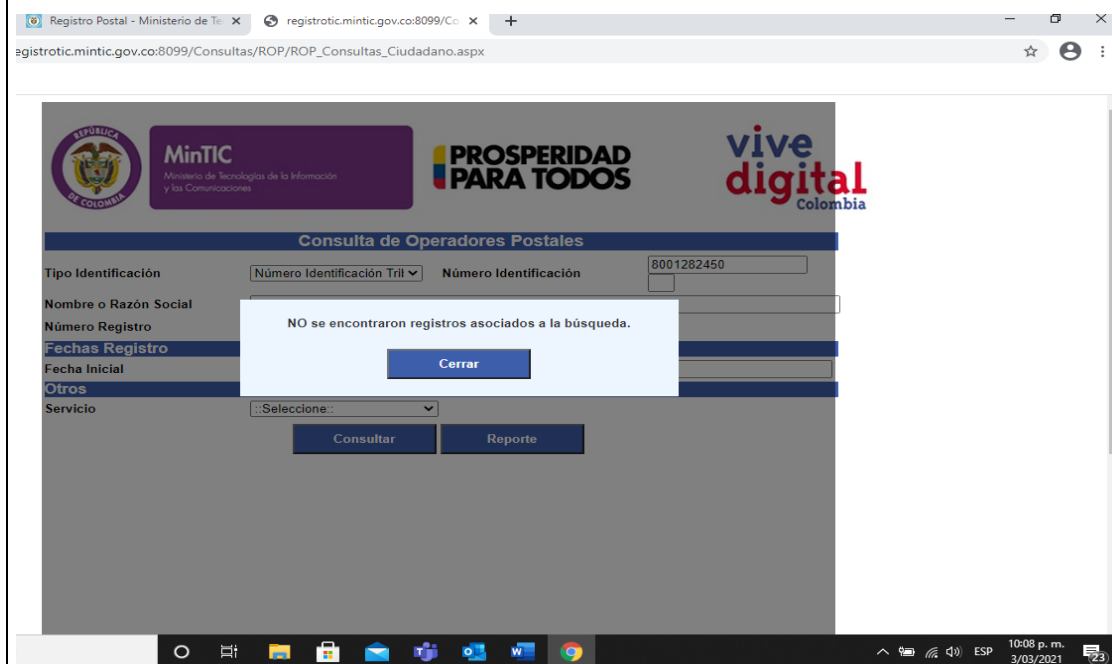 Registro Postal - Ministerio de Te
registrotic.mintic.gov.co:8099/Co
egistrotic.mintic.gov.co:8099/Consultas/ROP/ROP_Consultas_Ciudadano.aspx
REPÚBLICA
DE COLOMBIA
MinTIC
Ministerio de Tecnologías de la Información
y las Comunicaciones
PROSPERIDAD
PARA TODOS
vive
digital
Colombia
Consulta de Operadores Postales
Tipo Identificación
Número Identificación Tril
Número Identificación
8001282450
Nombre o Razón Social
Número Registro
NO se encontraron registros asociados a la búsqueda.
Cerrar
Fechas Registro
Fecha Inicial
Otros
Servicio
::Seleccione::
Consultar
Reporte
ESP
10:08 p. m.
3/03/2021
23